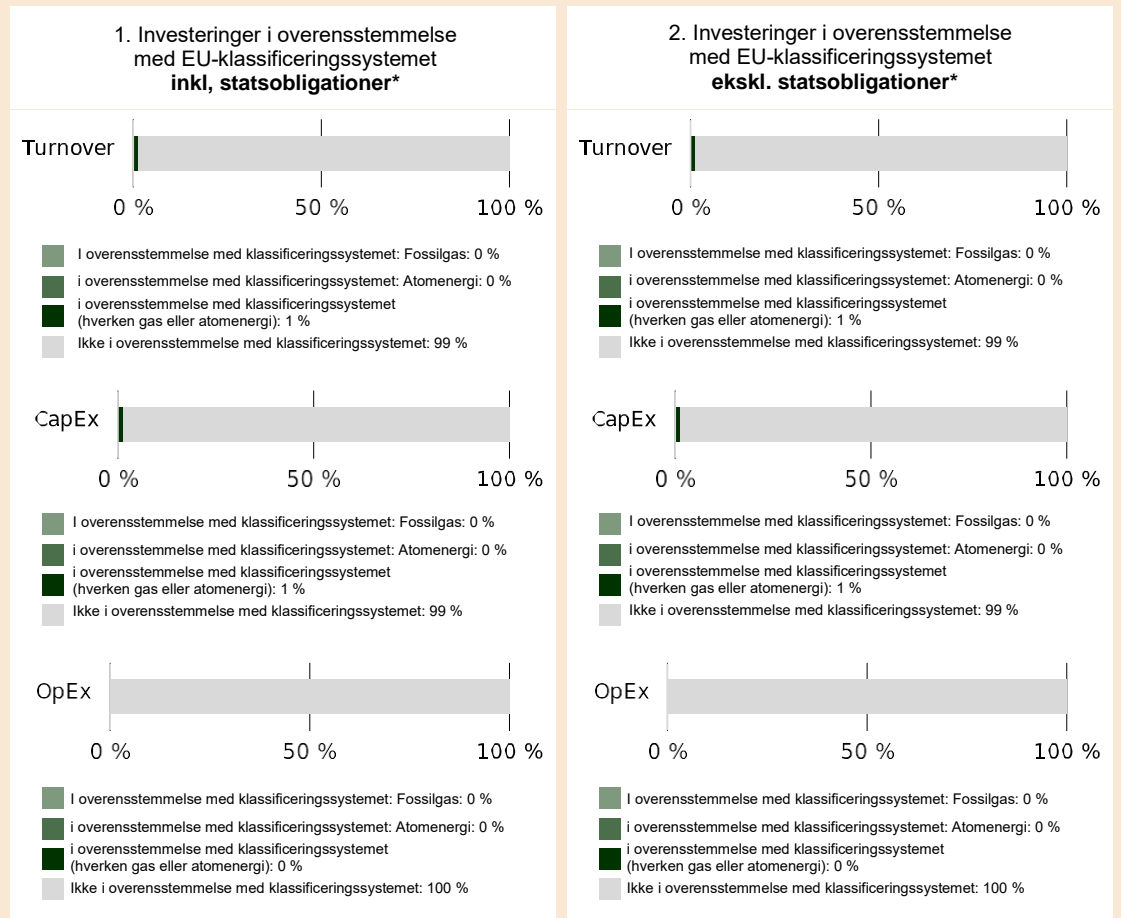 1. Investeringer i overensstemmelse
med EU-klassificeringssystemet
inkl, statsobligationer*
Turnover
0 %
50 %
100 %
I overensstemmelse med klassificeringssystemet: Fossilgas: 0 %
i overensstemmelse med klassificeringssystemet: Atomenergi: 0 %
i overensstemmelse med klassificeringssystemet
(hverken gas eller atomenergi): 1 %
Ikke i overensstemmelse med klassificeringssystemet: 99 %
CapEx
0 %
50 %
100 %
I overensstemmelse med klassificeringssystemet: Fossilgas: 0 %
i overensstemmelse med klassificeringssystemet: Atomenergi: 0 %
i overensstemmelse med klassificeringssystemet
(hverken gas eller atomenergi): 1 %
Ikke i overensstemmelse med klassificeringssystemet: 99 %
OpEx
0 %
50 %
100 %
I overensstemmelse med klassificeringssystemet: Fossilgas: 0 %
i overensstemmelse med klassificeringssystemet: Atomenergi: 0 %
i overensstemmelse med klassificeringssystemet
(hverken gas eller atomenergi): 0 %
Ikke i overensstemmelse med klassificeringssystemet: 100 %
2. Investeringer i overensstemmelse
med EU-klassificeringssystemet
ekskl. statsobligationer*
Turnover
0 %
50 %
100 %
I overensstemmelse med klassificeringssystemet: Fossilgas: 0 %
i overensstemmelse med klassificeringssystemet: Atomenergi: 0 %
i overensstemmelse med klassificeringssystemet
(hverken gas eller atomenergi): 1 %
Ikke i overensstemmelse med klassificeringssystemet: 99 %
CapEx
0 %
50 %
100 %
I overensstemmelse med klassificeringssystemet: Fossilgas: 0 %
i overensstemmelse med klassificeringssystemet: Atomenergi: 0 %
i overensstemmelse med klassificeringssystemet
(hverken gas eller atomenergi): 1 %
Ikke i overensstemmelse med klassificeringssystemet: 99 %
OpEx
0 %
50 %
100 %
I overensstemmelse med klassificeringssystemet: Fossilgas: 0 %
i overensstemmelse med klassificeringssystemet: Atomenergi: 0 %
i overensstemmelse med klassificeringssystemet
(hverken gas eller atomenergi): 0 %
Ikke i overensstemmelse med klassificeringssystemet: 100 %